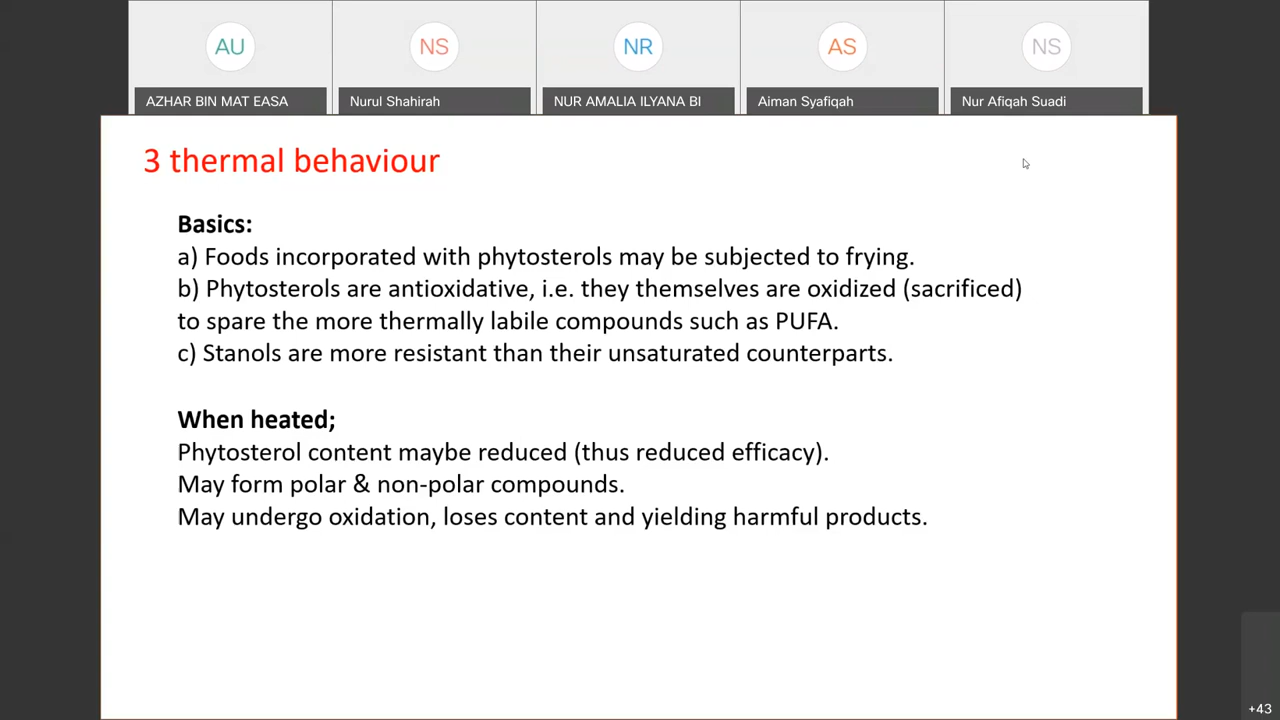 AU
NS
NR
AS
NS
AZHAR BIN MAT EASA
Nurul Shahirah
NUR AMALIA ILYANA BI
Aiman Syafiqah
Nur Afiqah Suadi
3 thermal behaviour
Basics:
a) Foods incorporated with phytosterols may be subjected to frying.
b) Phytosterols are antioxidative, i.e. they themselves are oxidized (sacrificed)
to spare the more thermally labile compounds such as PUFA.
c) Stanols are more resistant than their unsaturated counterparts.
When heated;
Phytosterol content maybe reduced (thus reduced efficacy).
May form polar & non-polar compounds.
May undergo oxidation, loses content and yielding harmful products.
+43